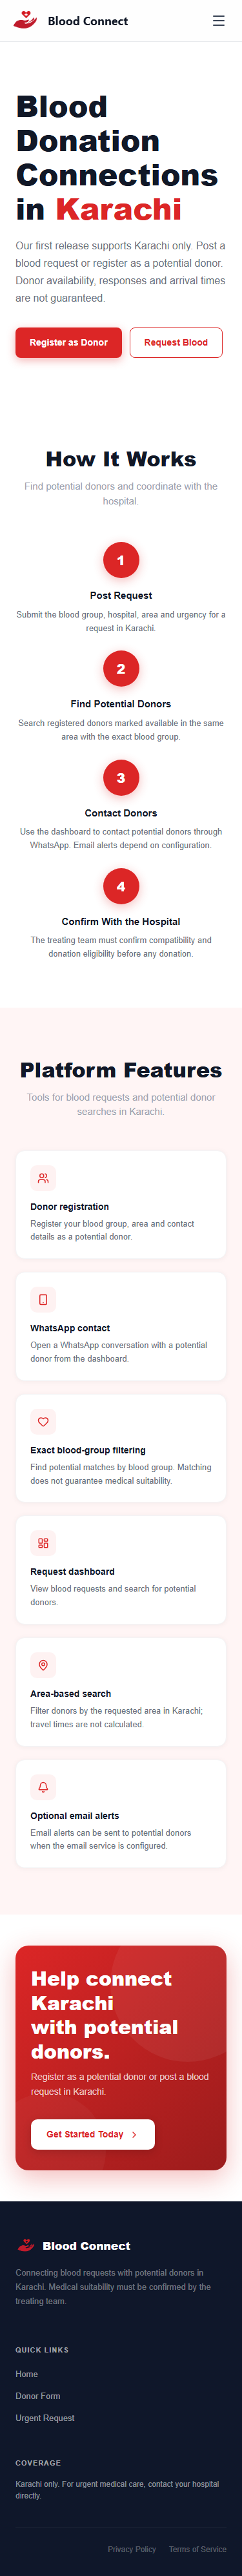 Blood Connect
Blood
Donation
Connections
in Karachi
Our first release supports Karachi only. Post a
blood request or register as a potential donor.
Donor availability, responses and arrival times
are not guaranteed.
Register as Donor
Request Blood
How It Works
Find potential donors and coordinate with the
hospital.
1
Post Request
Submit the blood group, hospital, area and urgency for a
request in Karachi.
2
Find Potential Donors
Search registered donors marked available in the same
area with the exact blood group.
3
Contact Donors
Use the dashboard to contact potential donors through
WhatsApp. Email alerts depend on configuration.
4
Confirm With the Hospital
The treating team must confirm compatibility and
donation eligibility before any donation.
Platform Features
Tools for blood requests and potential donor
searches in Karachi.
Donor registration
Register your blood group, area and contact
details as a potential donor.
WhatsApp contact
Open a WhatsApp conversation with a potential
donor from the dashboard.
Exact blood-group filtering
Find potential matches by blood group. Matching
does not guarantee medical suitability.
Request dashboard
View blood requests and search for potential
donors.
Area-based search
Filter donors by the requested area in Karachi;
travel times are not calculated.
Optional email alerts
Email alerts can be sent to potential donors
when the email service is configured.
Help connect
Karachi
with potential
donors.
Register as a potential donor or post a blood
request in Karachi.
Get Started Today
Blood Connect
Connecting blood requests with potential donors in
Karachi. Medical suitability must be confirmed by the
treating team.
QUICK LINKS
Home
Donor Form
Urgent Request
COVERAGE
Karachi only. For urgent medical care, contact your hospital
directly.
Privacy Policy
Terms of Service